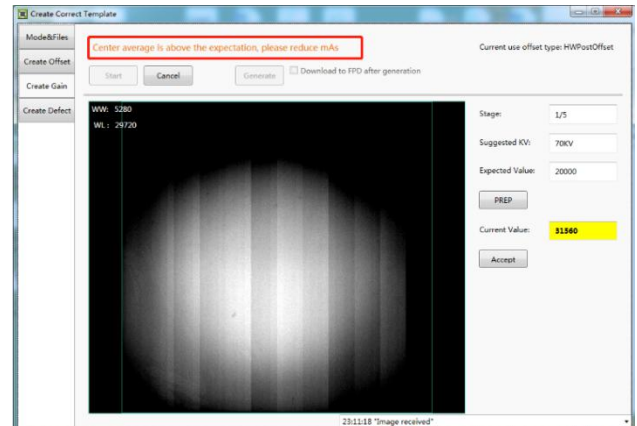 Create Correct Template
Mode&Files
Create Offset
Create Gain
Create Defect
Center average is above the expectation, please reduce mAs
Current use offset type: HWPostOffset
Start
Cancel
Generate
Download to FPD after generation
WW: 5280
WL: 29720
Stage:
1/5
Suggested KV:
70KV
Expected Value:
20000
PREP
Current Value:
31560
Accept
23:11:18 "Image received"